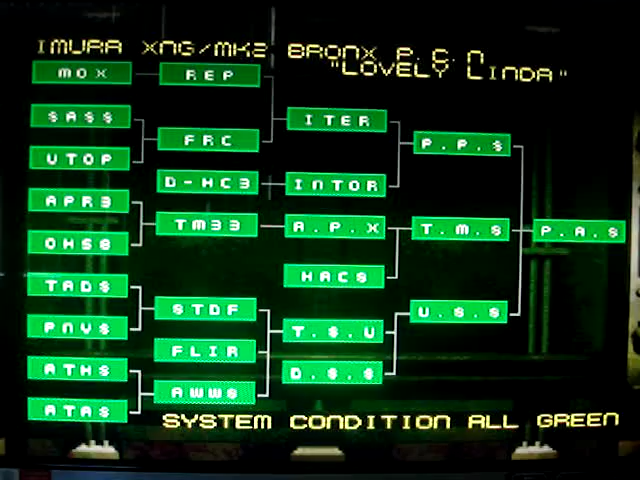 IMURA XNG/MK2 BRONX P.G.N
"LOVELY LINDA"
MOX REP
ITER
SASS
FRC P.P.S
UTOP
D-HC3 INTOR
APR3
TM33 A.P.X T.M.S P.A.S
OHS8
HACS
TADS
STDF U.S.S
PNVS T.S.U
FLIR
ATHS D.S.S
AWWS
ATAS
SYSTEM CONDITION ALL GREEN